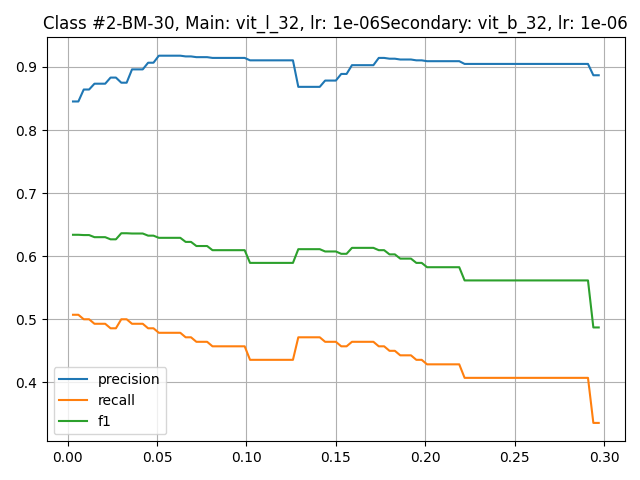 Class #2-BM-30, Main: vit_l_32, lr: 1e-06Secondary: vit_b_32, lr: 1e-06
0.9
0.8
0.7
0.6
0.5
0.4
precision
recall
f1
0.00 0.05 0.10 0.15 0.20 0.25 0.30